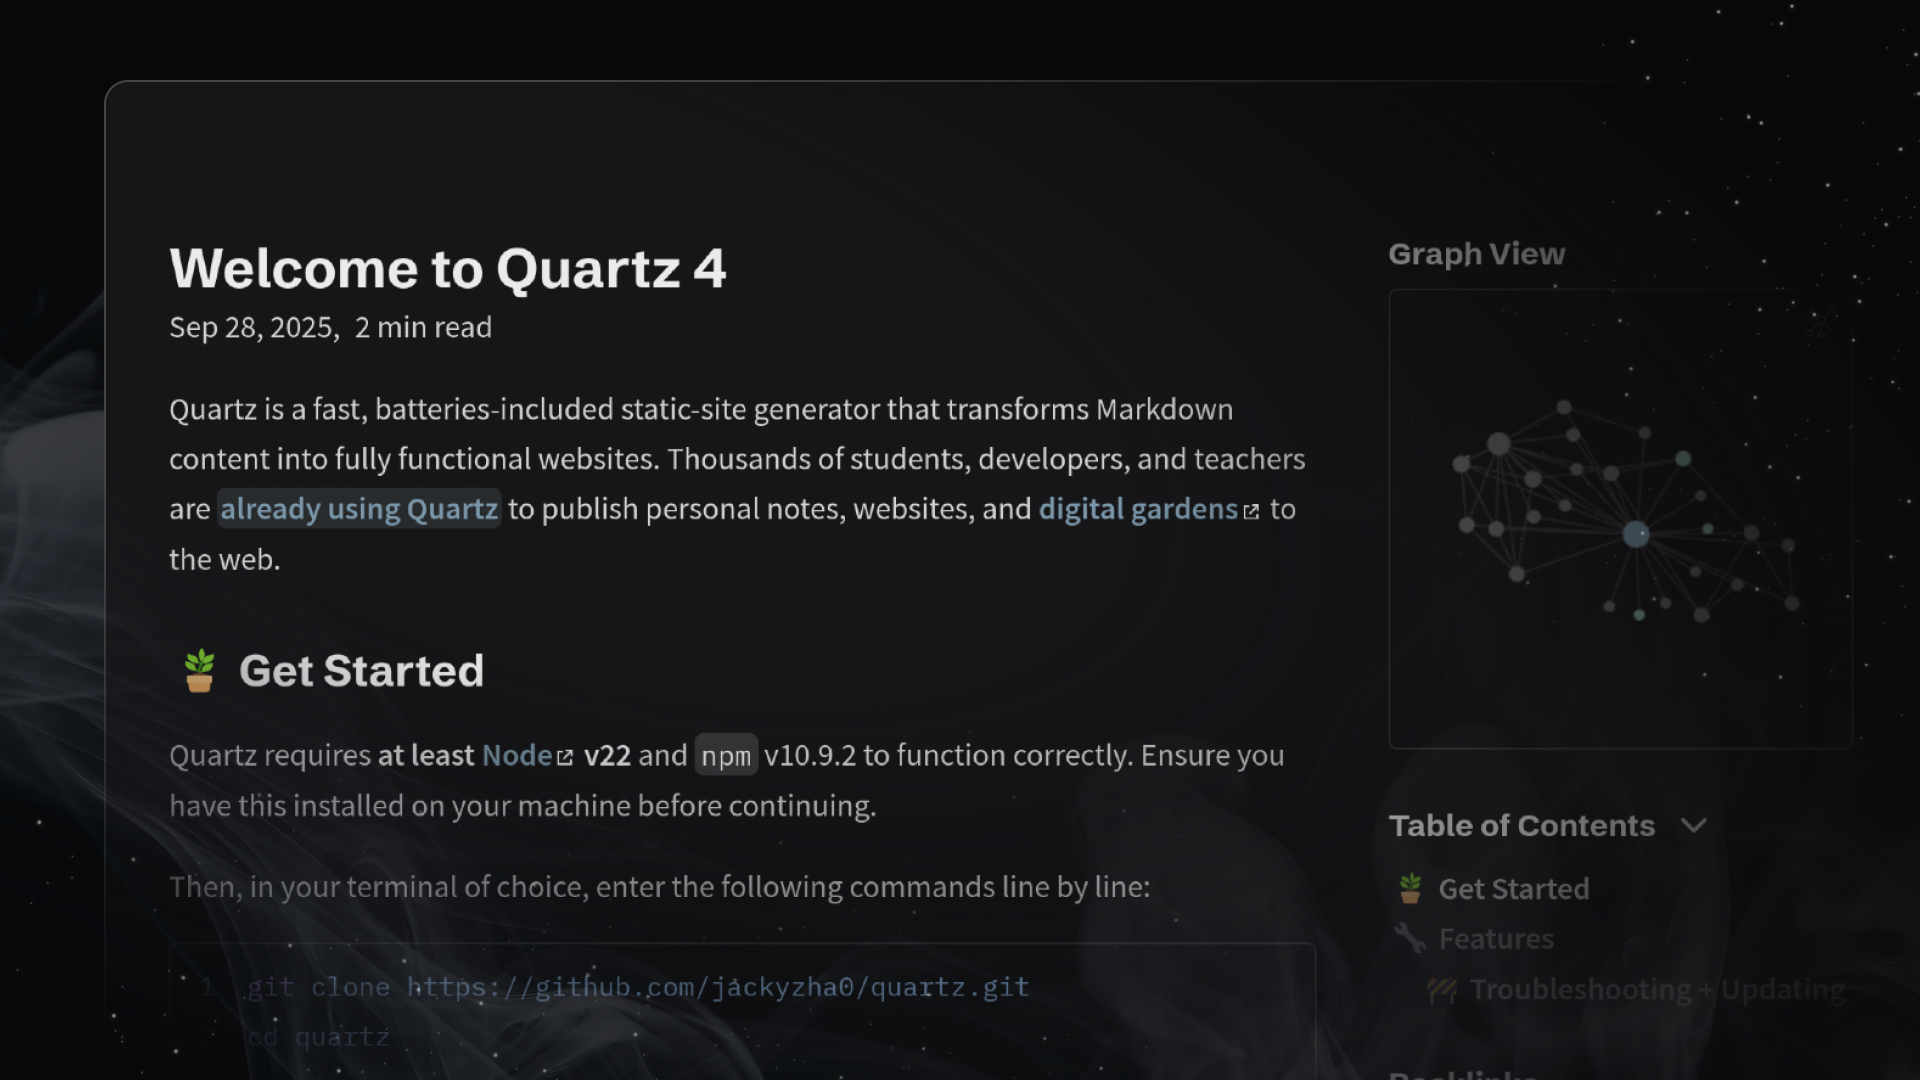 Welcome to Quartz 4
Sep 28, 2025, 2 min read
Quartz is a fast, batteries-included static-site generator that transforms Markdown
content into fully functional websites. Thousands of students, developers, and teachers
are already using Quartz to publish personal notes, websites, and digital gardens to
the web.
Get Started
Quartz requires at least Node v22 and npm v10.9.2 to function correctly. Ensure you
have this installed on your machine before continuing.
Then, in your terminal of choice, enter the following commands line by line:
1 git clone https://github.com/jackyzha0/quartz.git
cd quartz
Graph View
Table of Contents
Get Started
Features
Troubleshooting + Updating
Backlinks